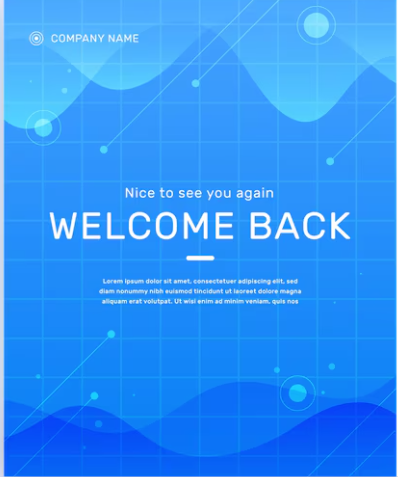 COMPANY NAME
Nice to see you again
WELCOME BACK
Lorem ipsum dolor sit amet, consectetuer adipiscing elit, sed
diam nonummy nibh euismod tincidunt ut laoreet dolore magna
aliquam erat volutpat. Ut wisi enim ad minim veniam, quis nos